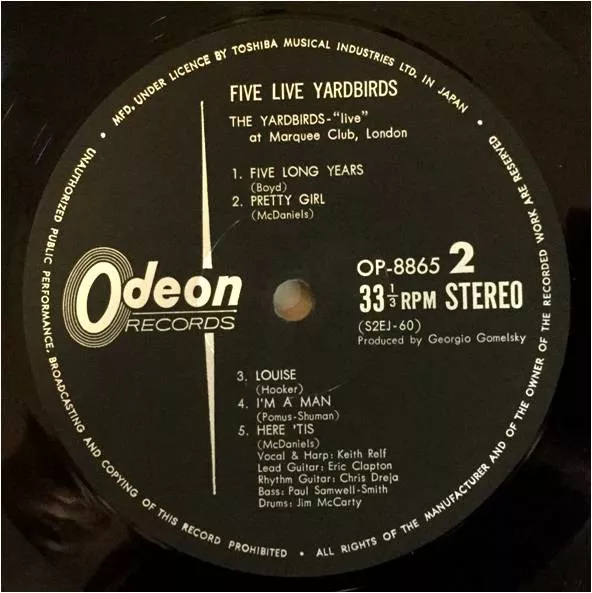 MFD. UNDER LICENCE BY TOSHIBA MUSICAL INDUSTRIES LTD. IN JAPAN •
FIVE LIVE YARDBIRDS
THE YARDBIRDS-"live"
at Marquee Club, London
1. FIVE LONG YEARS
(Boyd)
2. PRETTY GIRL
(McDaniels)
Odeon
RECORDS
OP-8865 2
33 1/3 RPM STEREO
(S2EJ-60)
Produced by Georgio Gomelsky
3. LOUISE
(Hooker)
4. I'M A MAN
(Pomus-Shuman)
5. HERE 'TIS
(McDaniels)
Vocal & Harp: Keith Relf
Lead Guitar: Eric Clapton
Rhythm Guitar: Chris Dreja
Bass: Paul Samwell-Smith
Drums: Jim McCarty
UNAUTHORIZED PUBLIC PERFORMANCE, BROADCASTING AND COPYING OF THIS RECORD PROHIBITED • ALL RIGHTS OF THE MANUFACTURER AND OF THE OWNER OF THE RECORDED WORK ARE RESERVED •